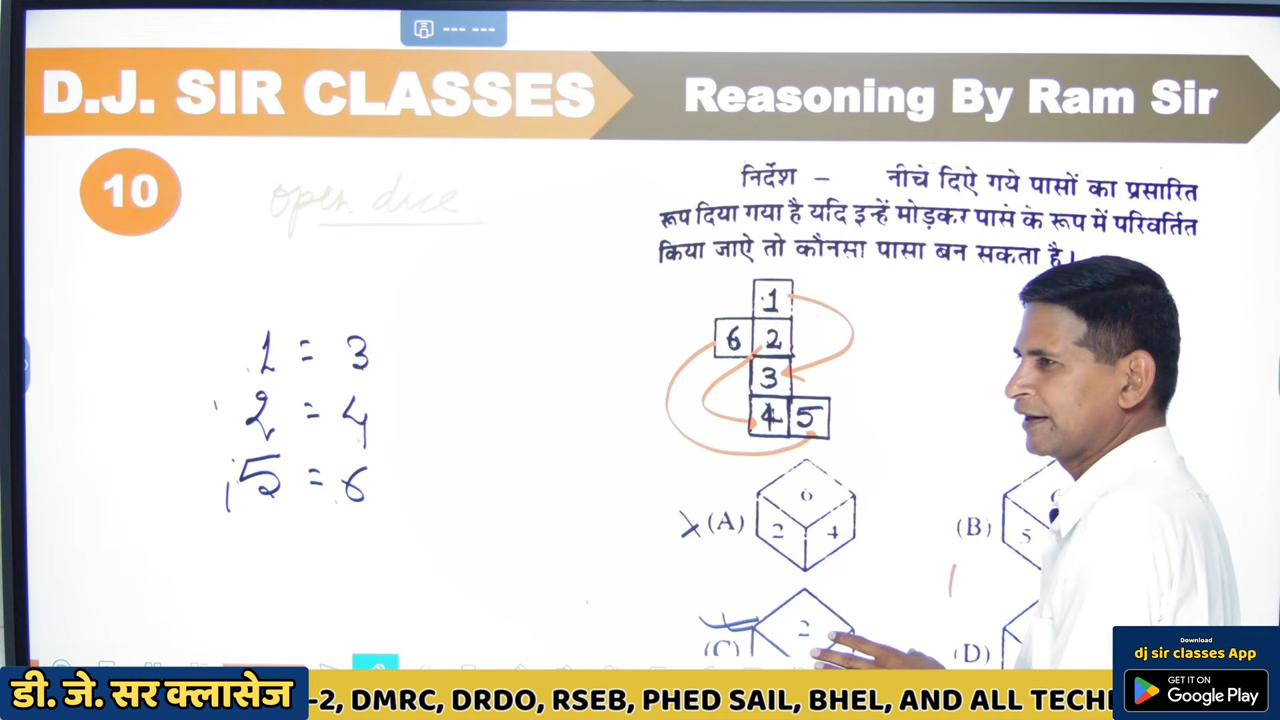 D.J. SIR CLASSES
Reasoning By Ram Sir
10
open dice
निर्देश – नीचे दिऐ गये पासों का प्रसारित
रूप दिया गया है यदि इन्हें मोड़कर पासे के रूप में परिवर्तित
किया जाऐ तो कौनसा पासा बन सकता है।
1
6 2
3
4 5
1 = 3
2 = 4
5 = 6
(A)
6
2 4
(B)
5
(C)
2
(D)
Download
dj sir classes App
GET IT ON
Google Play
डी. जे. सर क्लासेज
-2, DMRC, DRDO, RSEB, PHED SAIL, BHEL, AND ALL TECH